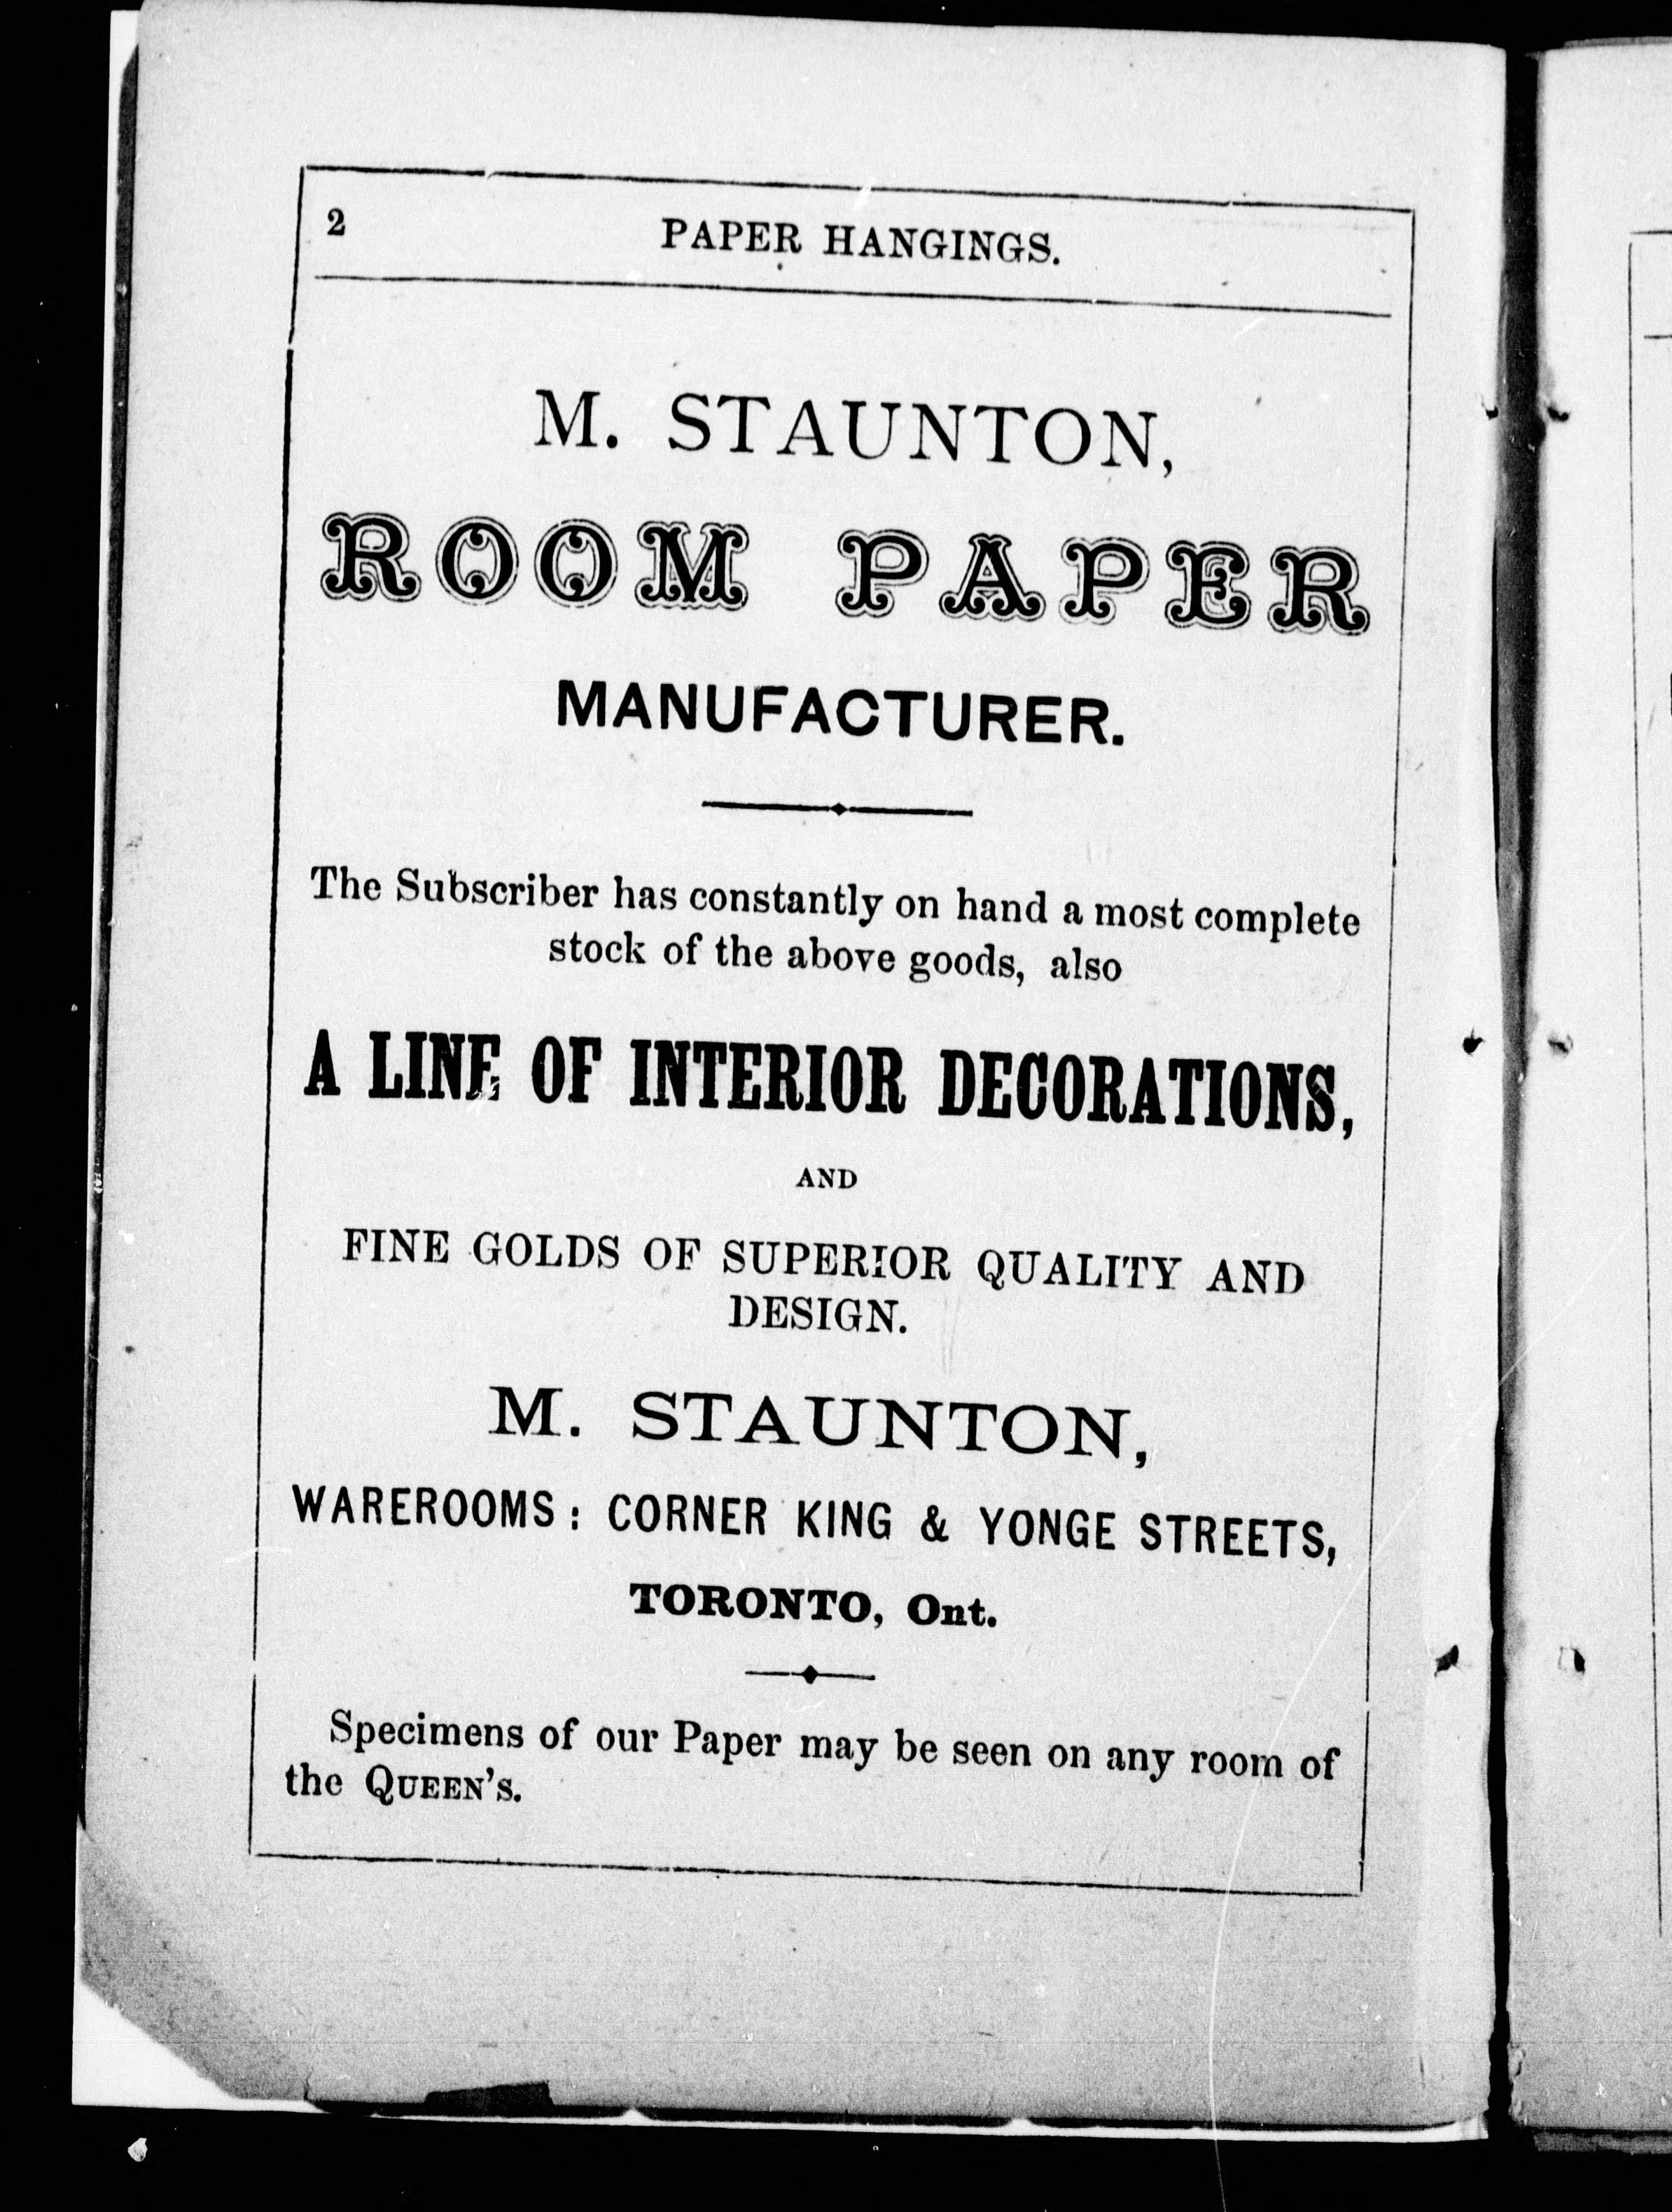 2 PAPER HANGINGS.
M. STAUNTON,
ROOM PAPER
MANUFACTURER.
The Subscriber has constantly on hand a most complete
stock of the above goods, also
A LINE OF INTERIOR DECORATIONS,
AND
FINE GOLDS OF SUPERIOR QUALITY AND
DESIGN.
M. STAUNTON,
WAREROOMS: CORNER KING & YONGE STREETS,
TORONTO, Ont.
Specimens of our Paper may be seen on any room of
the QUEEN'S.